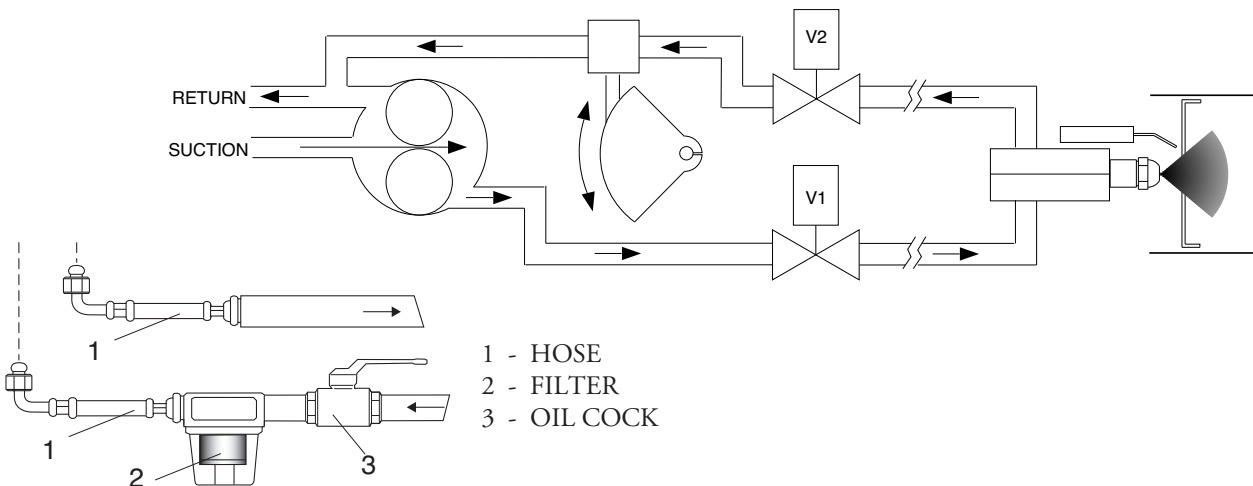 V2
RETURN
SUCTION
V1
1
1
2
3
1 - HOSE
2 - FILTER
3 - OIL COCK